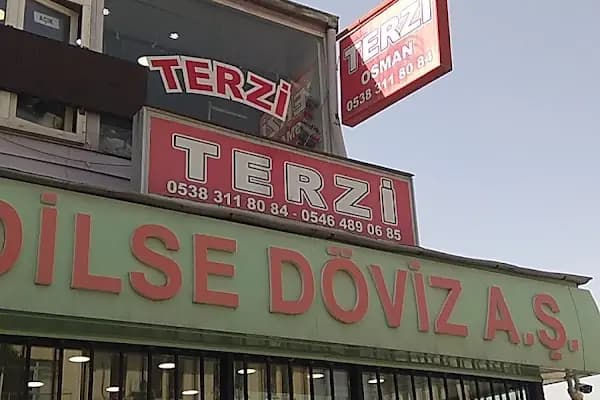 AÇIK
TERZİ
TERZİ
OSMAN
0538 311 80 84
TERZİ
0538 311 80 84 - 0546 489 06 85
DİLSE DÖVİZ A.Ş.